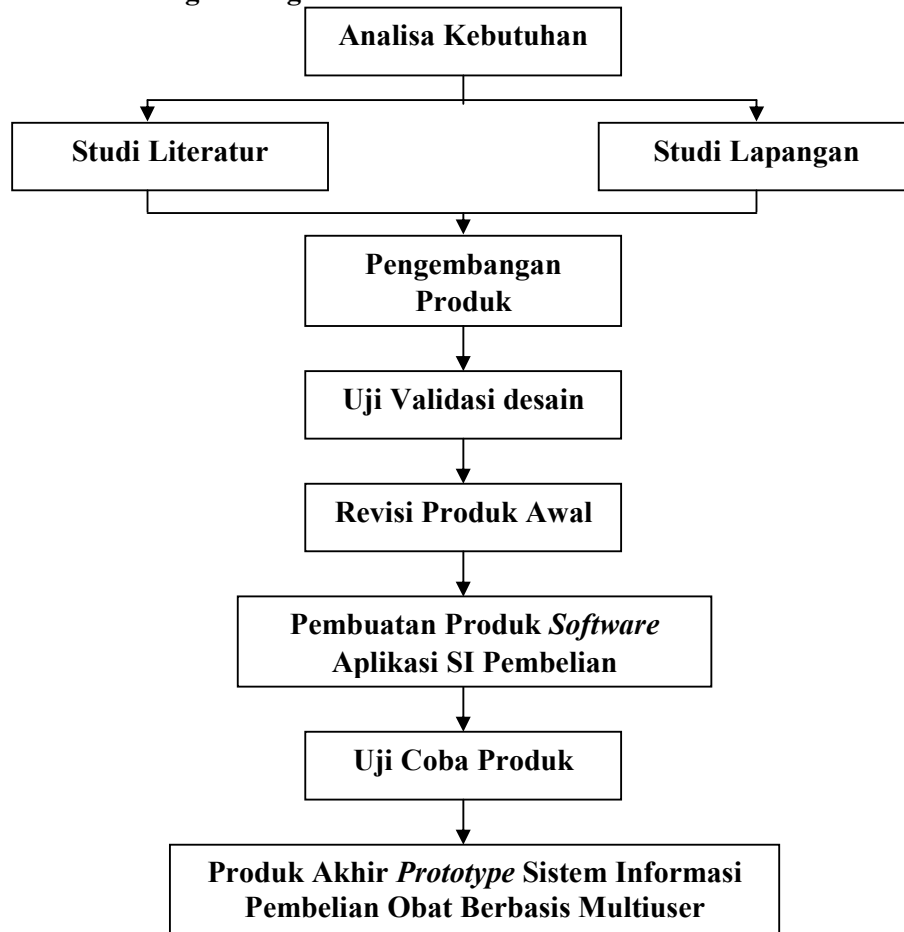 Analisa Kebutuhan
Studi Literatur
Studi Lapangan
Pengembangan
Produk
Uji Validasi desain
Revisi Produk Awal
Pembuatan Produk Software
Aplikasi SI Pembelian
Uji Coba Produk
Produk Akhir Prototype Sistem Informasi
Pembelian Obat Berbasis Multiuser